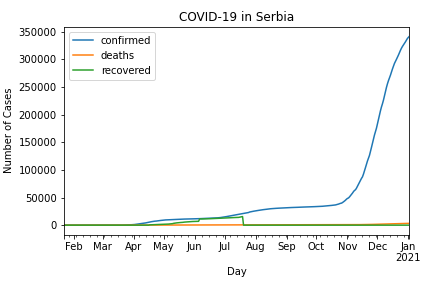 COVID-19 in Serbia
350000
300000
250000
200000
150000
100000
50000
0
Number of Cases
confirmed
deaths
recovered
Feb Mar Apr May Jun Jul Aug Sep Oct Nov Dec Jan
2021
Day